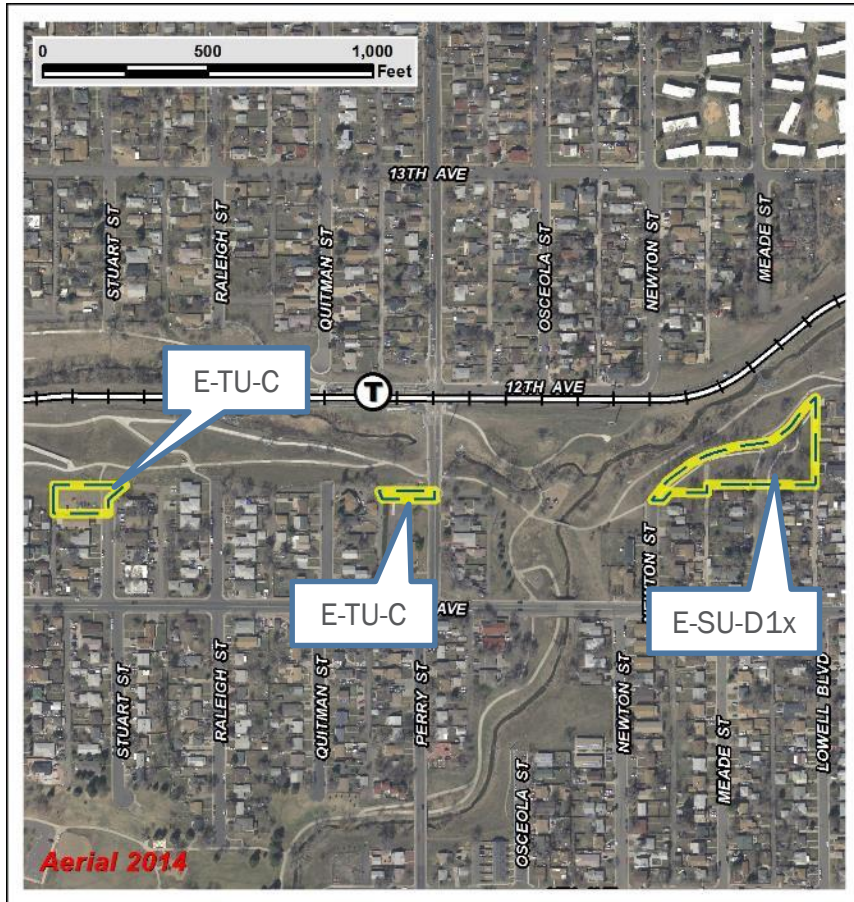 0 500 1,000
Feet
13TH AVE
STUART ST
RALEIGH ST
QUITMAN ST
OSCEOLA ST
NEWTON ST
MEADE ST
E-TU-C
T
12TH AVE
E-TU-C
E-SU-D1x
NEWTON ST
AVE
STUART ST
RALEIGH ST
QUITMAN ST
PERRY ST
OSCEOLA ST
NEWTON ST
MEADE ST
LOWELL BLVD
Aerial 2014